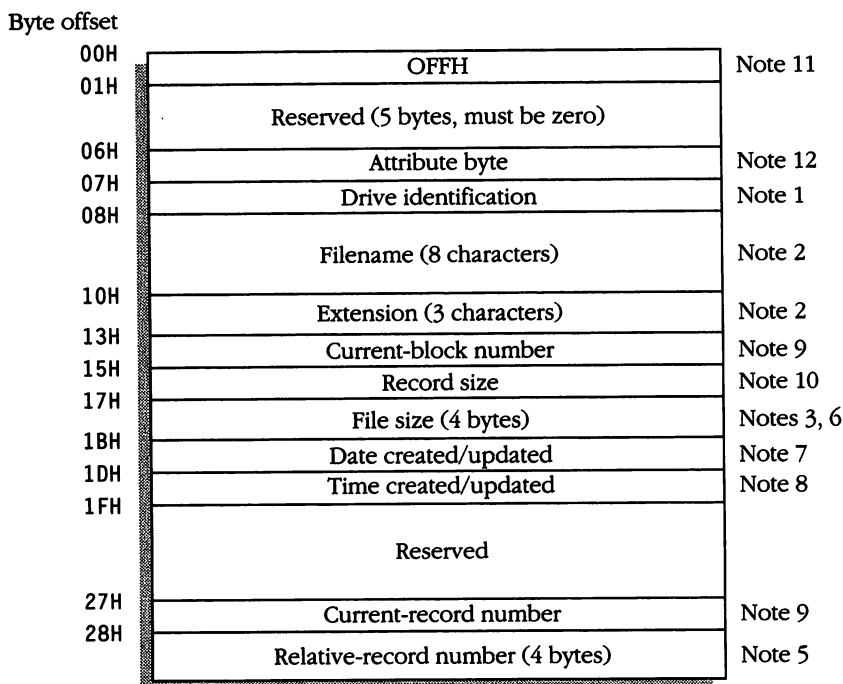 Byte offset
00H
0FFH Note 11
01H
Reserved (5 bytes, must be zero)
06H
Attribute byte Note 12
07H
Drive identification Note 1
08H
Filename (8 characters) Note 2
10H
Extension (3 characters) Note 2
13H
Current-block number Note 9
15H
Record size Note 10
17H
File size (4 bytes) Notes 3, 6
1BH
Date created/updated Note 7
1DH
Time created/updated Note 8
1FH
Reserved
27H
Current-record number Note 9
28H
Relative-record number (4 bytes) Note 5